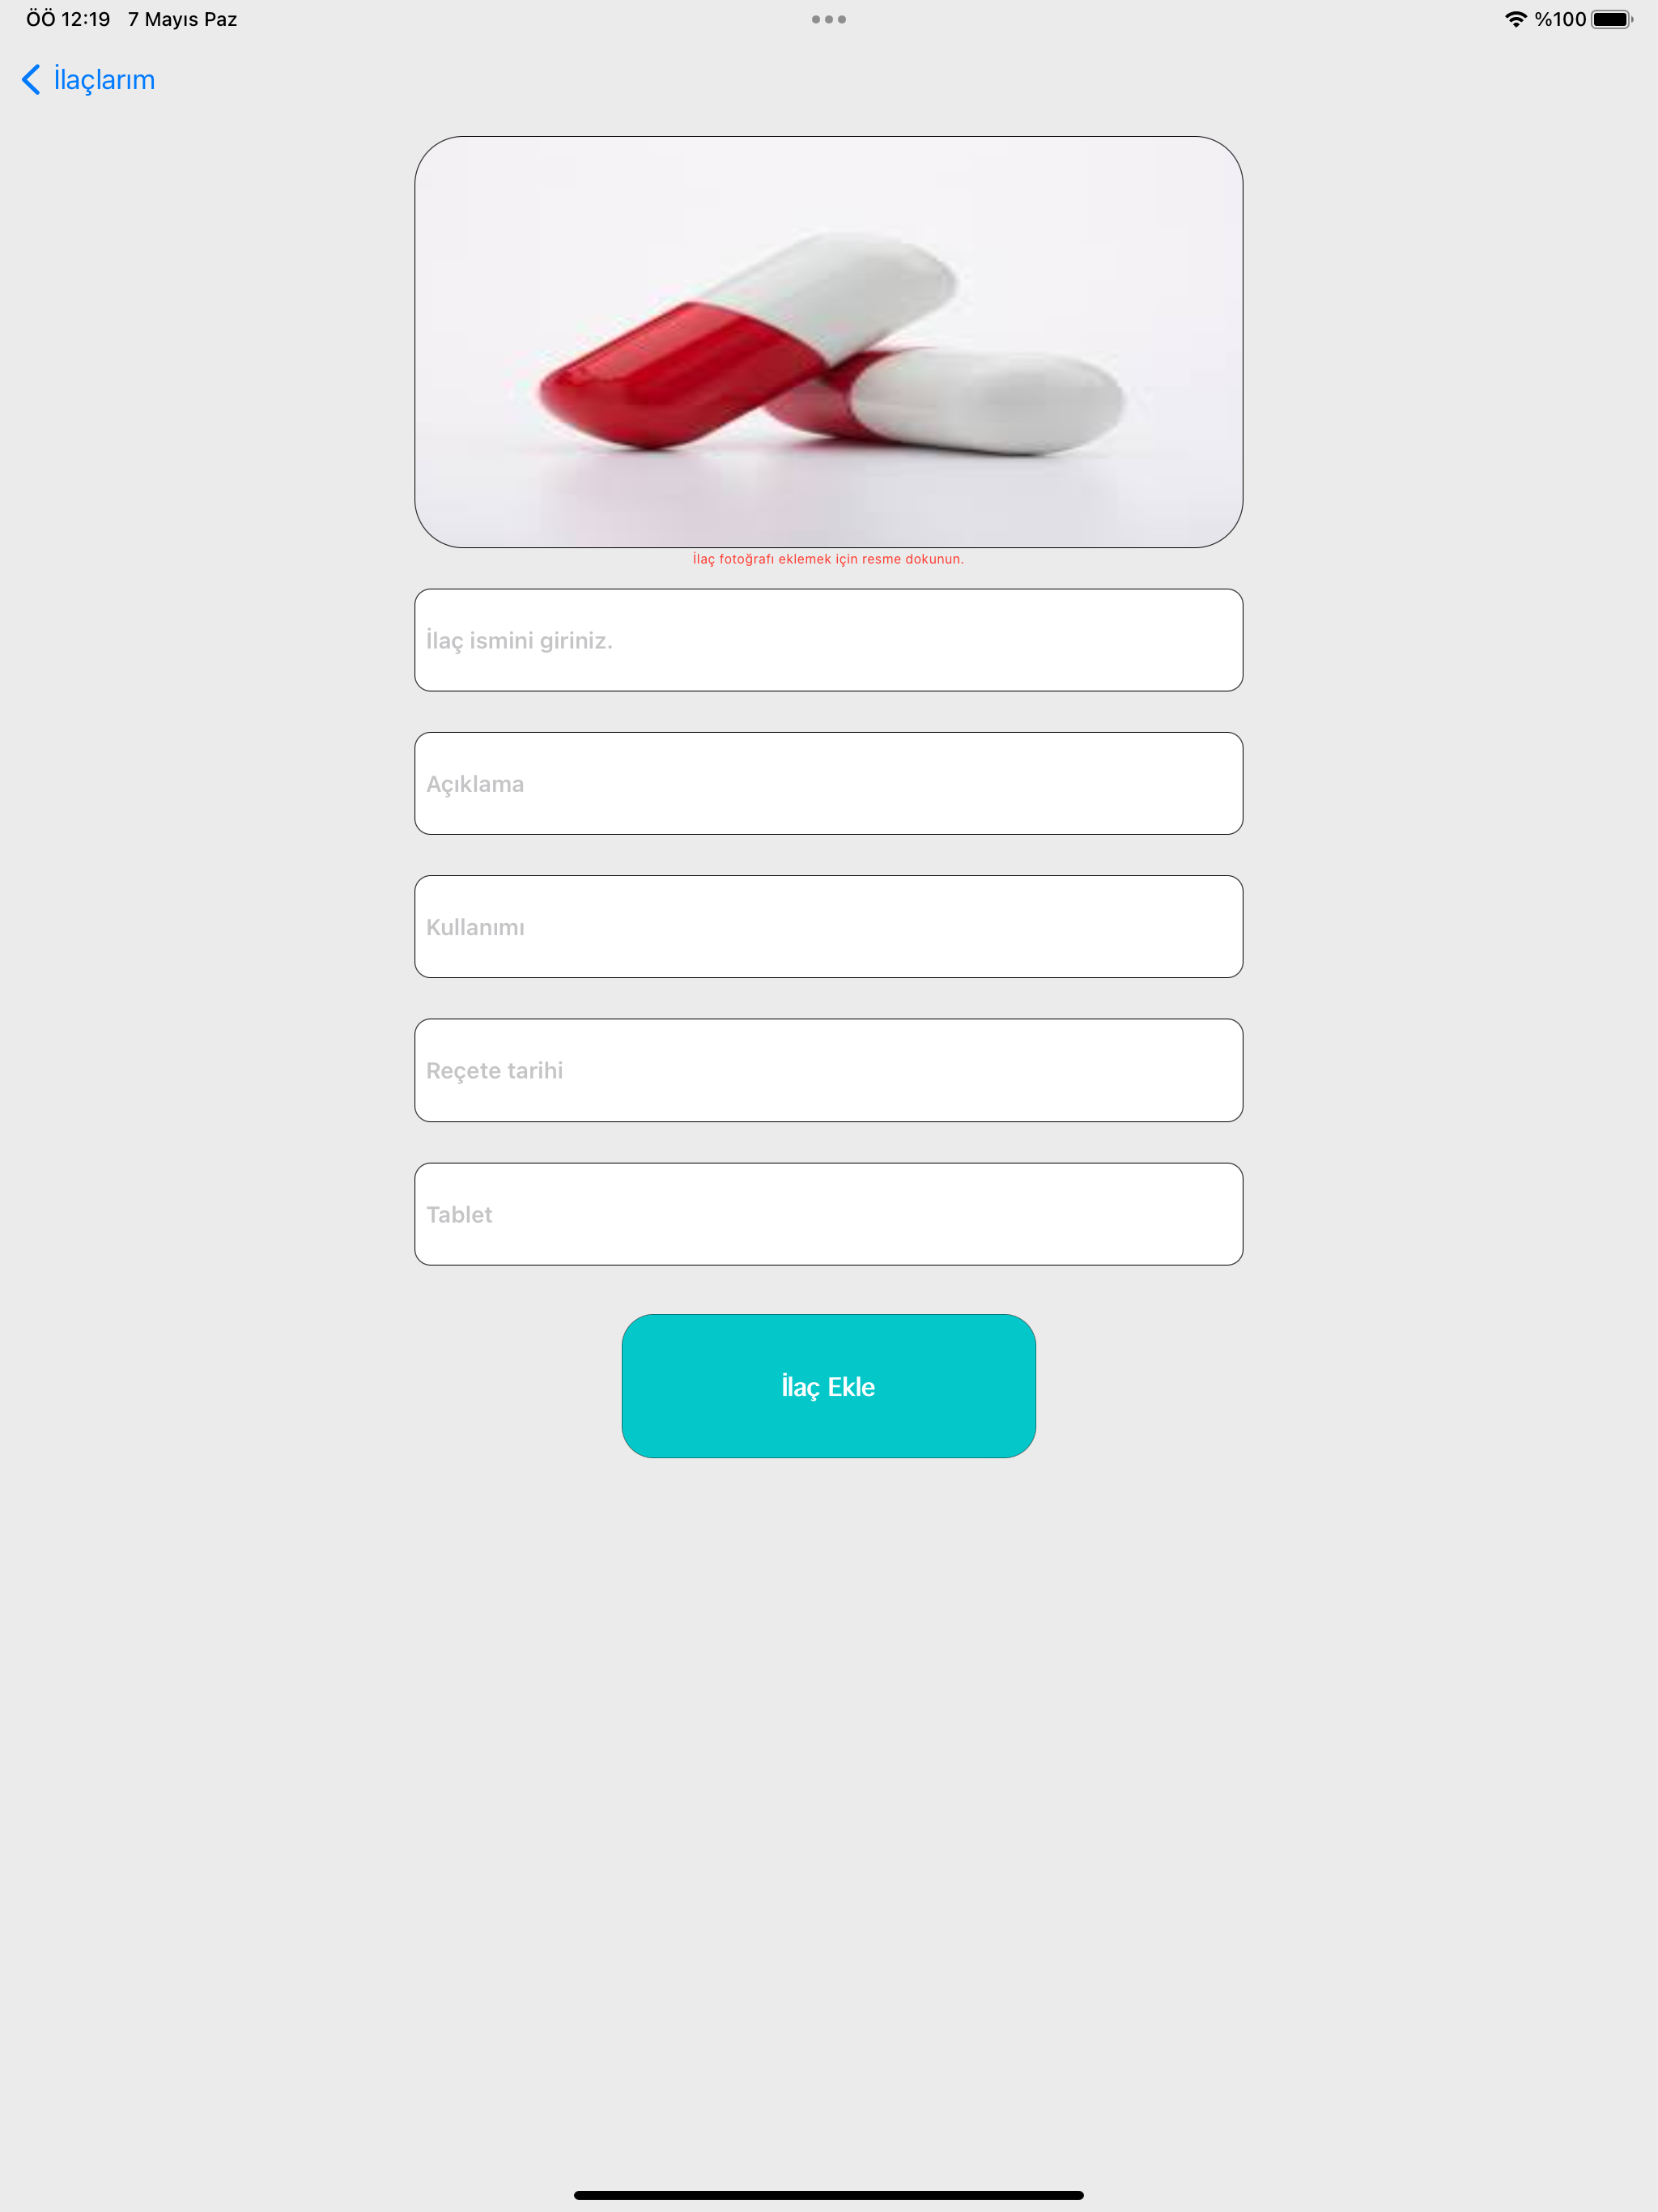 ÖÖ 12:19 7 Mayıs Paz %100
İlaçlarım
İlaç fotoğrafı eklemek için resme dokunun.
İlaç ismini giriniz.
Açıklama
Kullanımı
Reçete tarihi
Tablet
İlaç Ekle